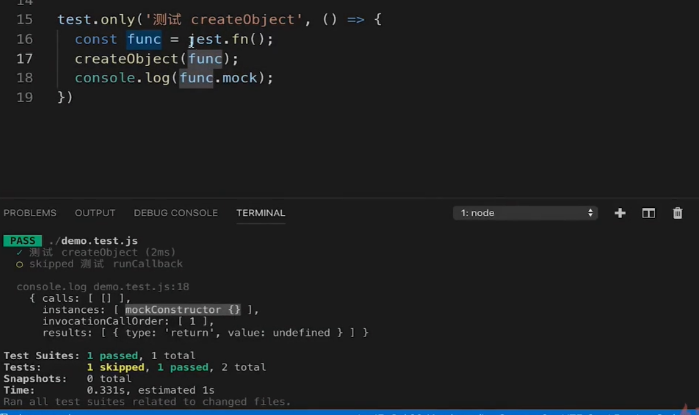 14
15 test.only('测试 createObject', () => {
16 const func = jest.fn();
17 createObject(func);
18 console.log(func.mock);
19 })
PROBLEMS OUTPUT DEBUG CONSOLE TERMINAL 1: node
PASS ./demo.test.js
✓ 测试 createObject (2ms)
○ skipped 测试 runCallback
console.log demo.test.js:18
{ calls: [ [] ],
instances: [ mockConstructor {} ],
invocationCallOrder: [ 1 ],
results: [ { type: 'return', value: undefined } ] }
Test Suites: 1 passed, 1 total
Tests: 1 skipped, 1 passed, 2 total
Snapshots: 0 total
Time: 0.331s, estimated 1s
Ran all test suites related to changed files.